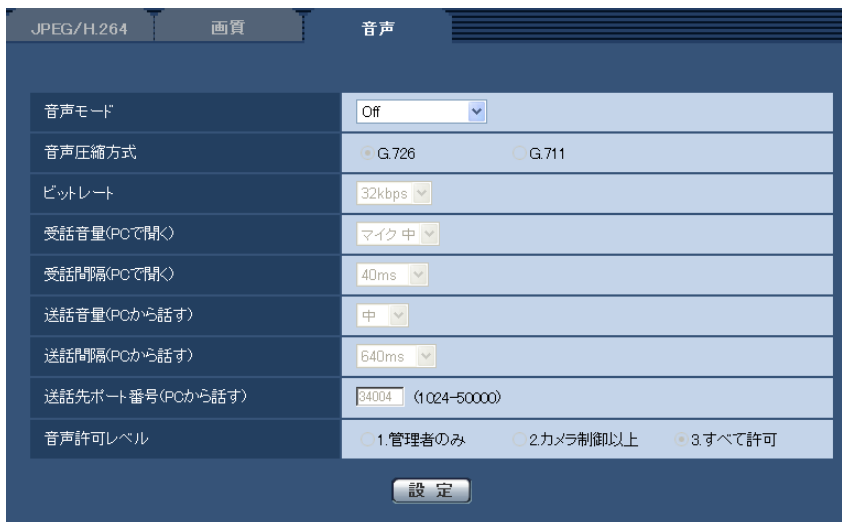 JPEG/H.264 画質 音声
音声モード Off
音声圧縮方式 G.726 G.711
ビットレート 32kbps
受話音量(PCで聞く) マイク 中
受話間隔(PCで聞く) 40ms
送話音量(PCから話す) 中
送話間隔(PCから話す) 640ms
送話先ポート番号(PCから話す) 34004 (1024-50000)
音声許可レベル 1.管理者のみ 2.カメラ制御以上 3.すべて許可
設定